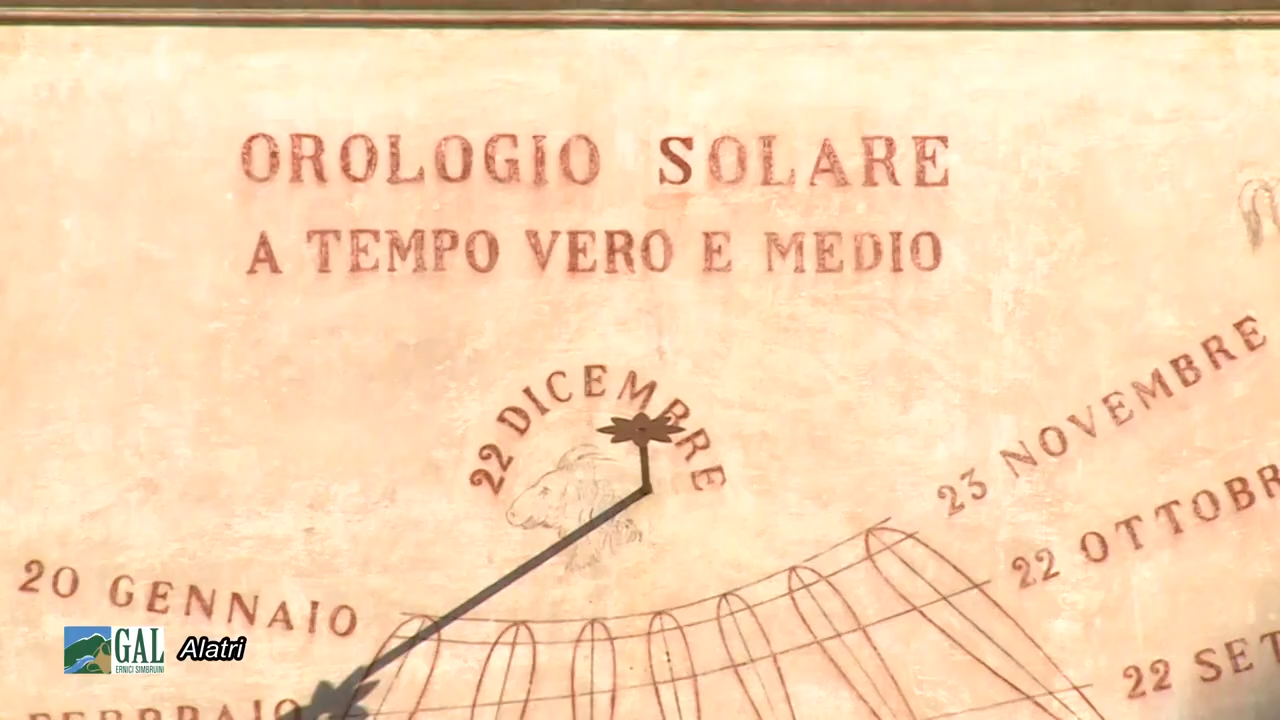 OROLOGIO SOLARE
A TEMPO VERO E MEDIO
22 DICEMBRE
23 NOVEMBRE
22 OTTOBR
22 SET
20 GENNAIO
FEBBRAIO
GAL
ERNICI SIMBRUINI
Alatri